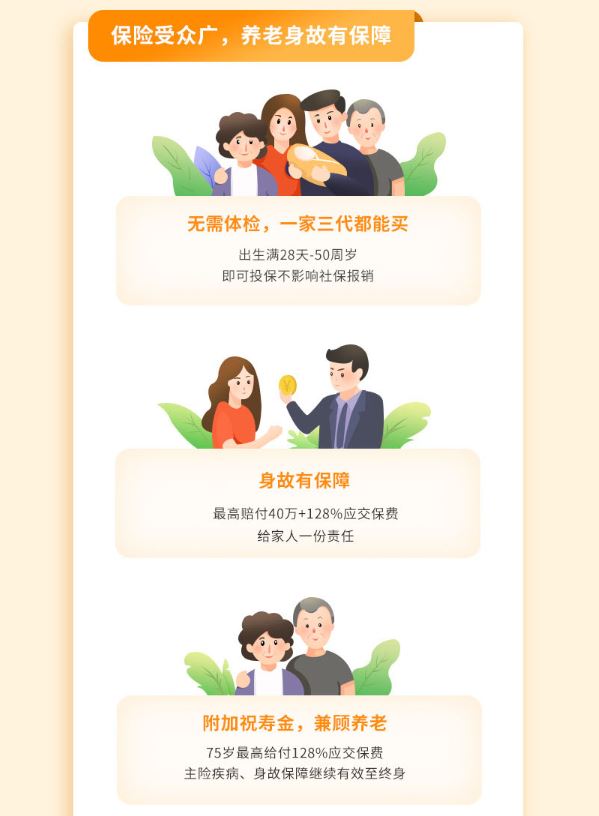 保险受众广，养老身故有保障
无需体检，一家三代都能买
出生满28天-50周岁
即可投保不影响社保报销
¥
身故有保障
最高赔付40万+128%应交保费
给家人一份责任
附加祝寿金，兼顾养老
75岁最高给付128%应交保费
主险疾病、身故保障继续有效至终身